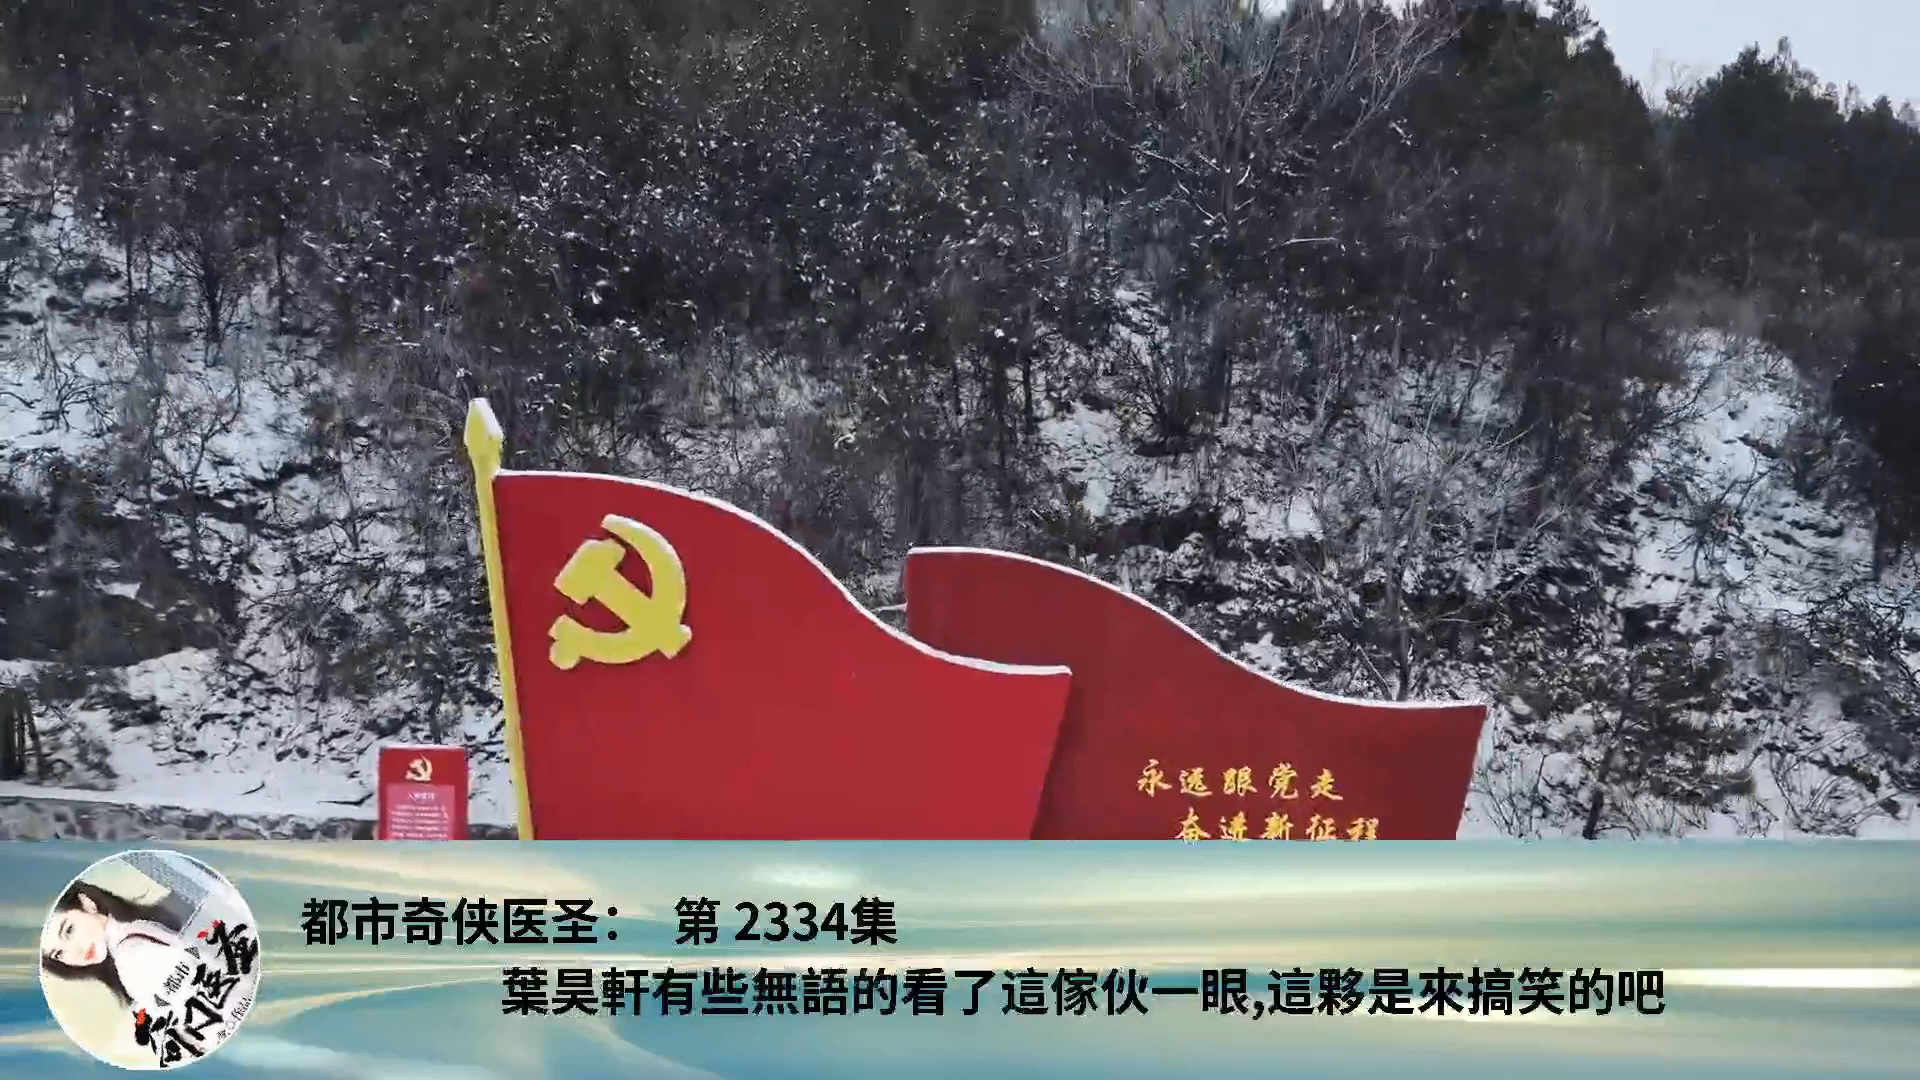 永远跟党走
奋进新征程
都市奇侠医圣： 第 2334集
葉昊軒有些無語的看了這傢伙一眼,這夥是來搞笑的吧